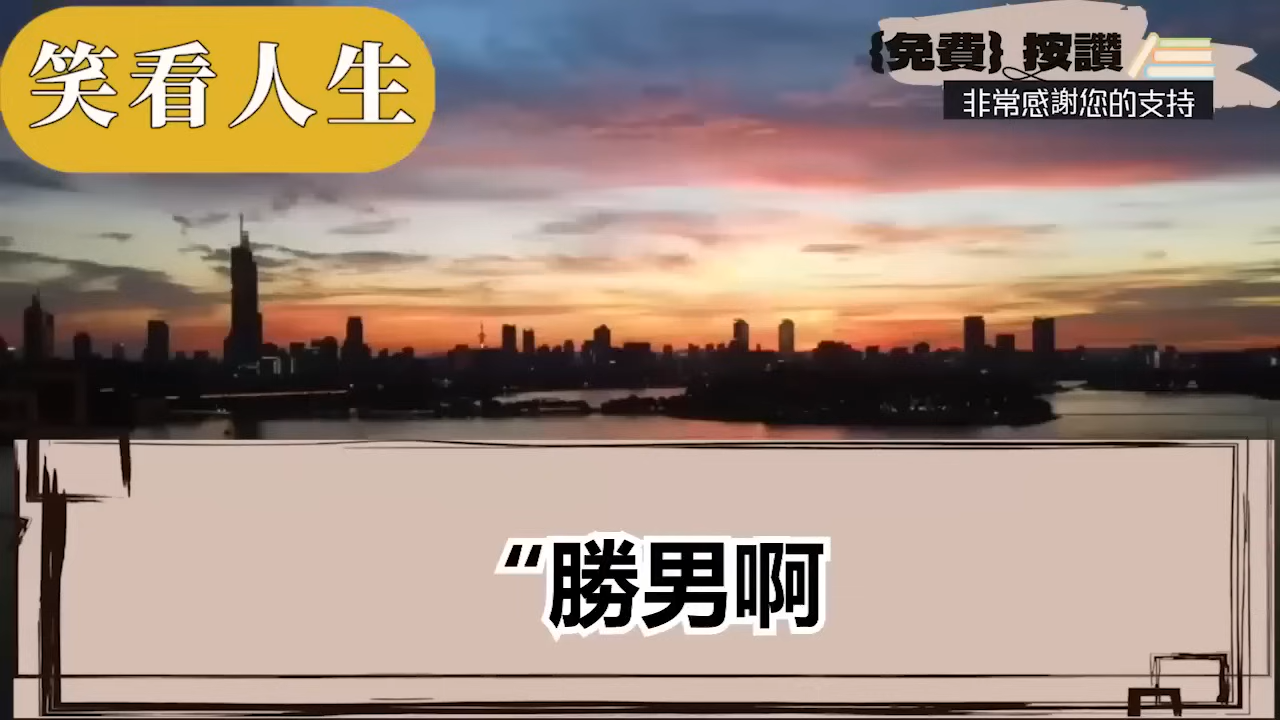 笑看人生
{免費} 按讚
非常感謝您的支持
“勝男啊